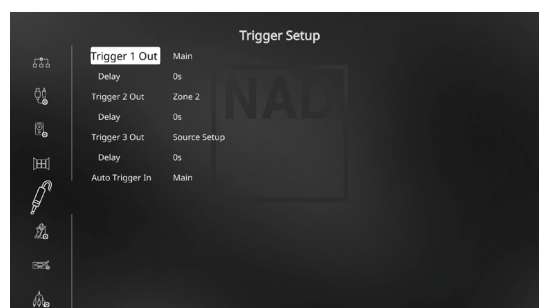 Trigger Setup
Trigger 1 Out Main
Delay 0s
Trigger 2 Out Zone 2
Delay 0s
Trigger 3 Out Source Setup
Delay 0s
Auto Trigger In Main
NAD